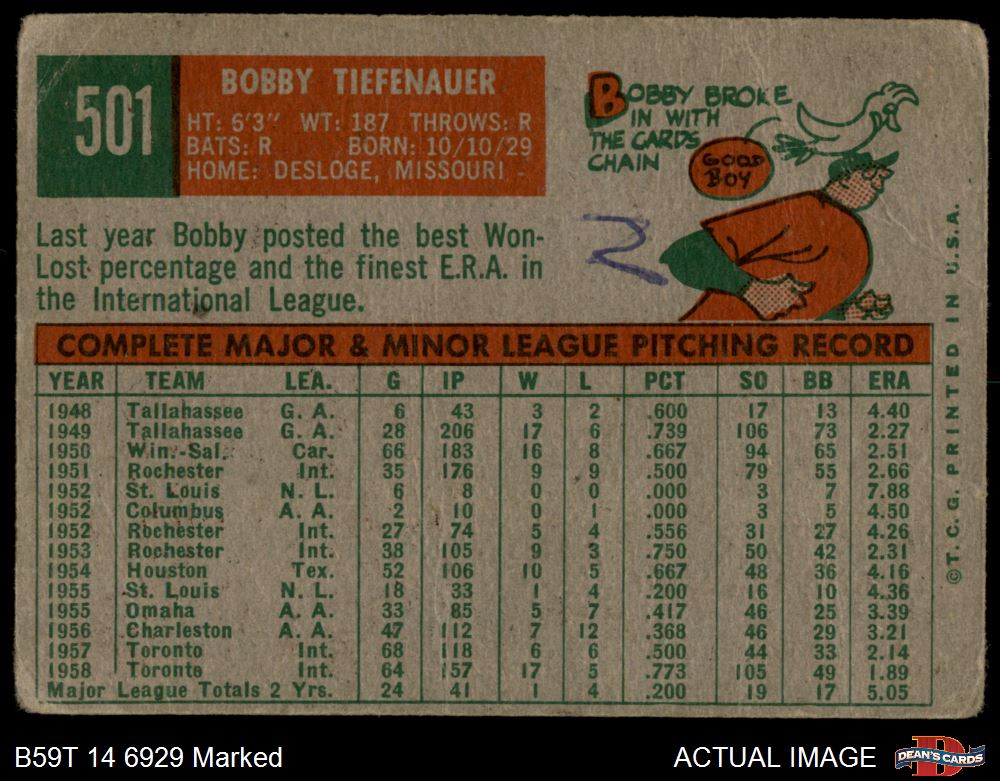 501
BOBBY TIEFENAUER
HT: 6'3" WT: 187 THROWS: R
BATS: R BORN: 10/10/29
HOME: DESLOGE, MISSOURI
BOBBY BROKE
IN WITH
THE CARDS
CHAIN
GOOD
BOY
2
Last year Bobby posted the best Won-
Lost percentage and the finest E.R.A. in
the International League.
COMPLETE MAJOR & MINOR LEAGUE PITCHING RECORD
YEAR TEAM LEA. G IP W L PCT SO BB ERA
1948 Tallahassee G. A. 6 43 3 2 .600 17 13 4.40
1949 Tallahassee G. A. 28 206 17 6 .739 106 73 2.27
1950 Win.-Sal. Car. 66 183 16 8 .667 94 65 2.51
1951 Rochester Int. 35 176 9 9 .500 79 55 2.66
1952 St. Louis N. L. 6 8 0 0 .000 3 7 7.88
1952 Columbus A. A. 2 10 0 1 .000 3 5 4.50
1952 Rochester Int. 27 74 5 4 .556 31 27 4.26
1953 Rochester Int. 38 105 9 3 .750 50 42 2.31
1954 Houston Tex. 52 106 10 5 .667 48 36 4.16
1955 St. Louis N. L. 18 33 1 4 .200 16 10 4.36
1955 Omaha A. A. 33 85 5 7 .417 46 25 3.39
1956 Charleston A. A. 47 112 7 12 .368 46 29 3.21
1957 Toronto Int. 68 118 6 6 .500 44 33 2.14
1958 Toronto Int. 64 157 17 5 .773 105 49 1.89
Major League Totals 2 Yrs. 24 41 1 4 .200 19 17 5.05
© T. C. G. PRINTED IN U.S.A.
B59T 14 6929 Marked
ACTUAL IMAGE
DEAN'S CARDS